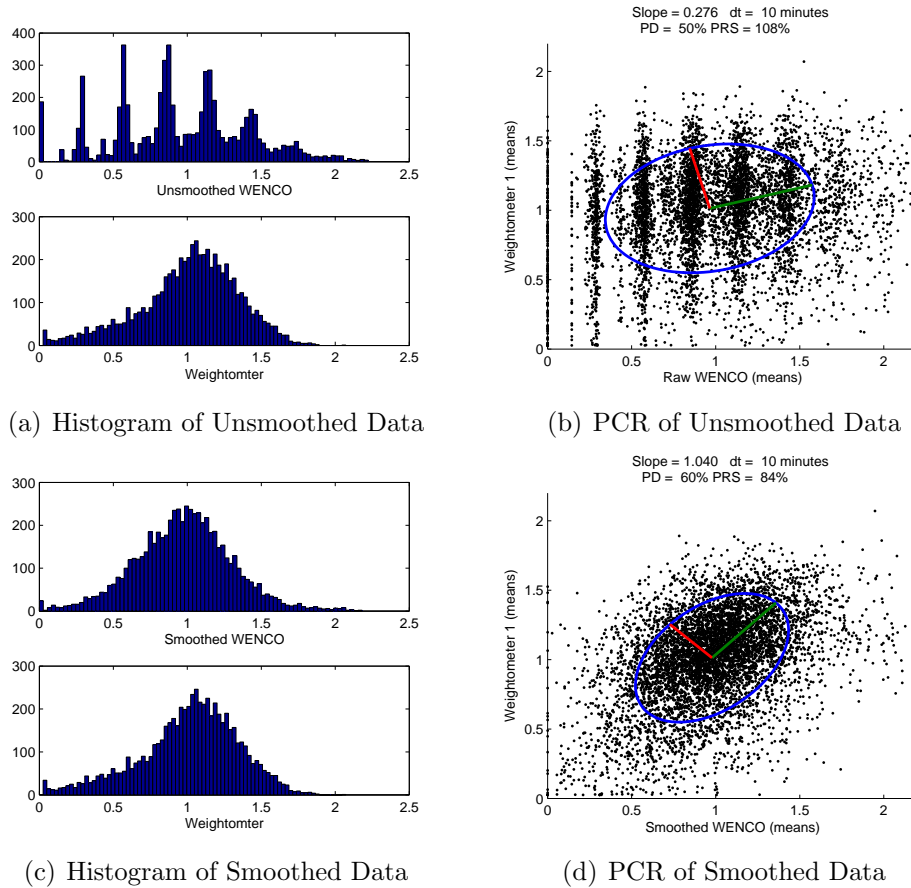 400
300
200
100
0
0 0.5 1 1.5 2 2.5
Unsmoothed WENCO
300
200
100
0
0 0.5 1 1.5 2 2.5
Weightomter
(a) Histogram of Unsmoothed Data
Slope = 0.276 dt = 10 minutes
PD = 50% PRS = 108%
Weightometer 1 (means)
2
1.5
1
0.5
0
0 0.5 1 1.5 2
Raw WENCO (means)
(b) PCR of Unsmoothed Data
300
200
100
0
0 0.5 1 1.5 2 2.5
Smoothed WENCO
300
200
100
0
0 0.5 1 1.5 2 2.5
Weightomter
(c) Histogram of Smoothed Data
Slope = 1.040 dt = 10 minutes
PD = 60% PRS = 84%
Weightometer 1 (means)
2
1.5
1
0.5
0
0 0.5 1 1.5 2
Smoothed WENCO (means)
(d) PCR of Smoothed Data